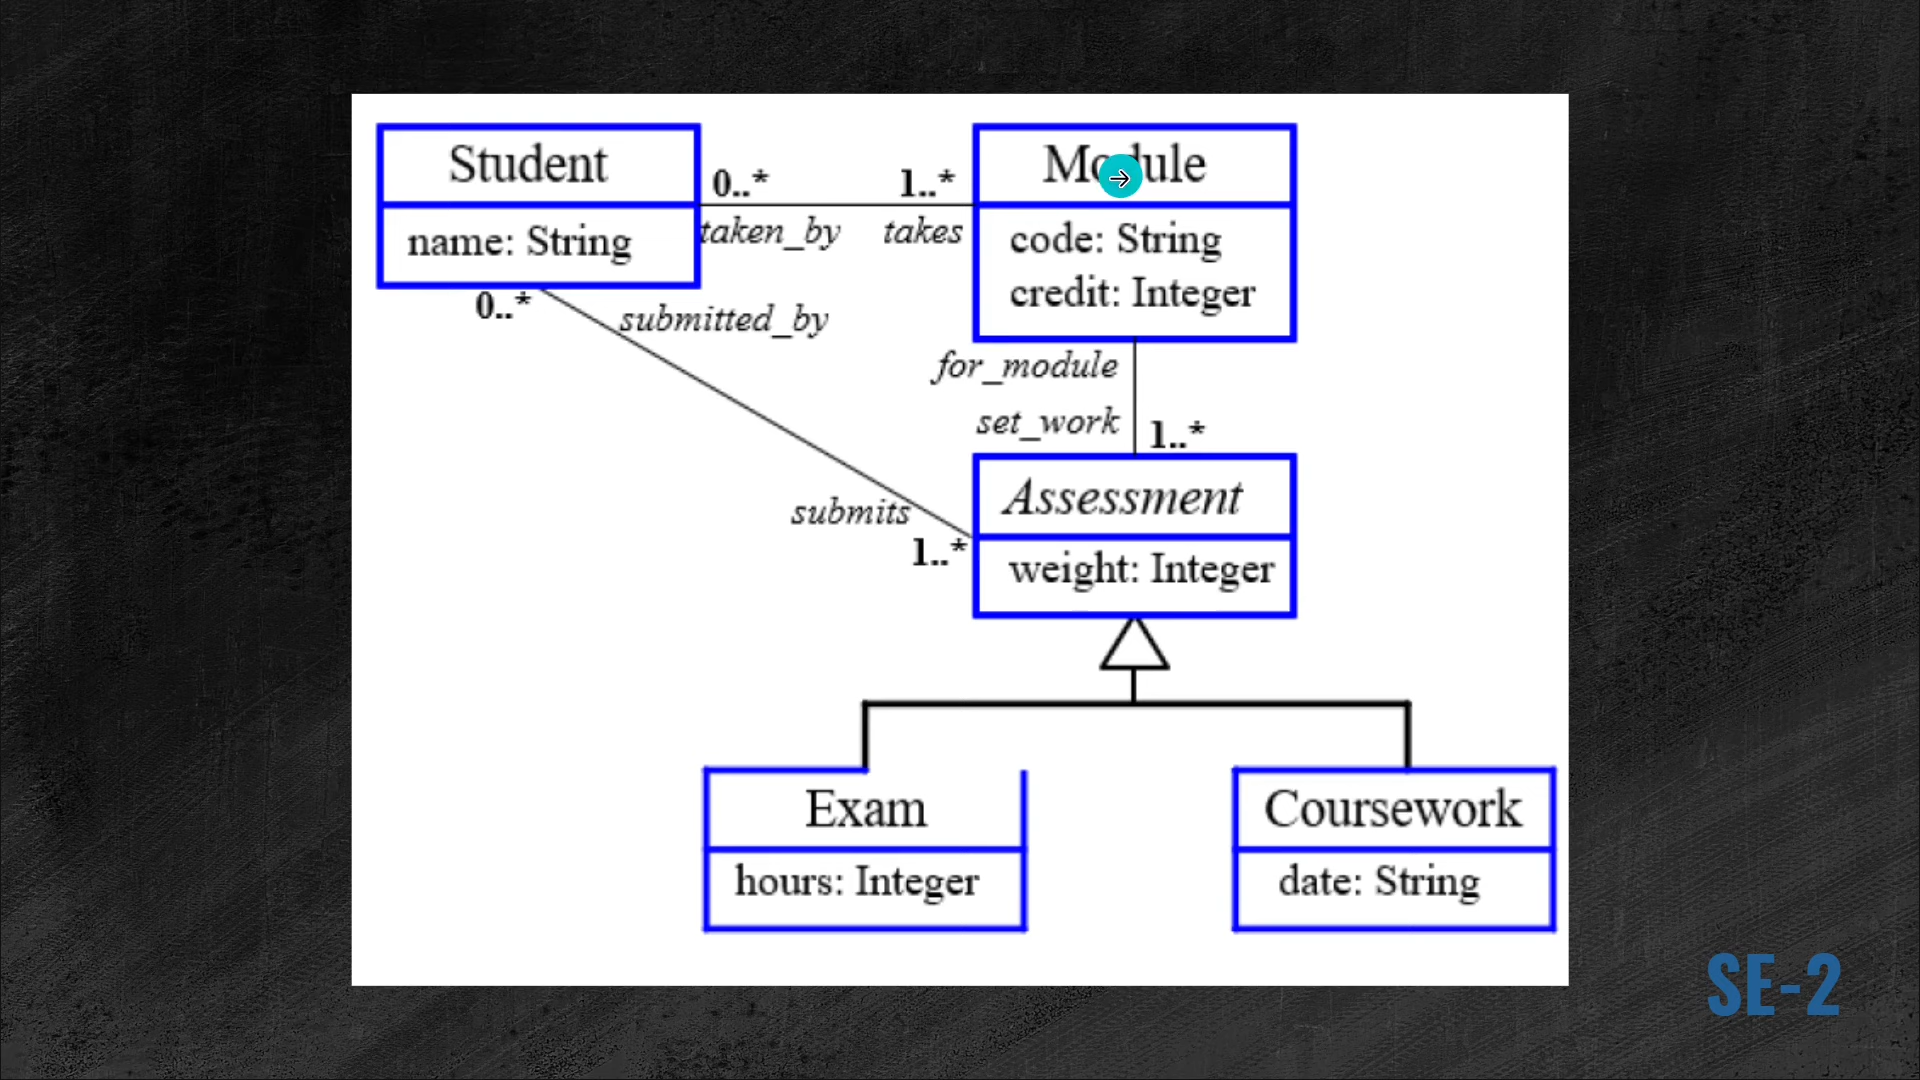 Student
name: String
0..*
taken_by
1..*
takes
Module
code: String
credit: Integer
0..*
submitted_by
for_module
set_work
1..*
submits
1..*
Assessment
weight: Integer
Exam
hours: Integer
Coursework
date: String
SE-2